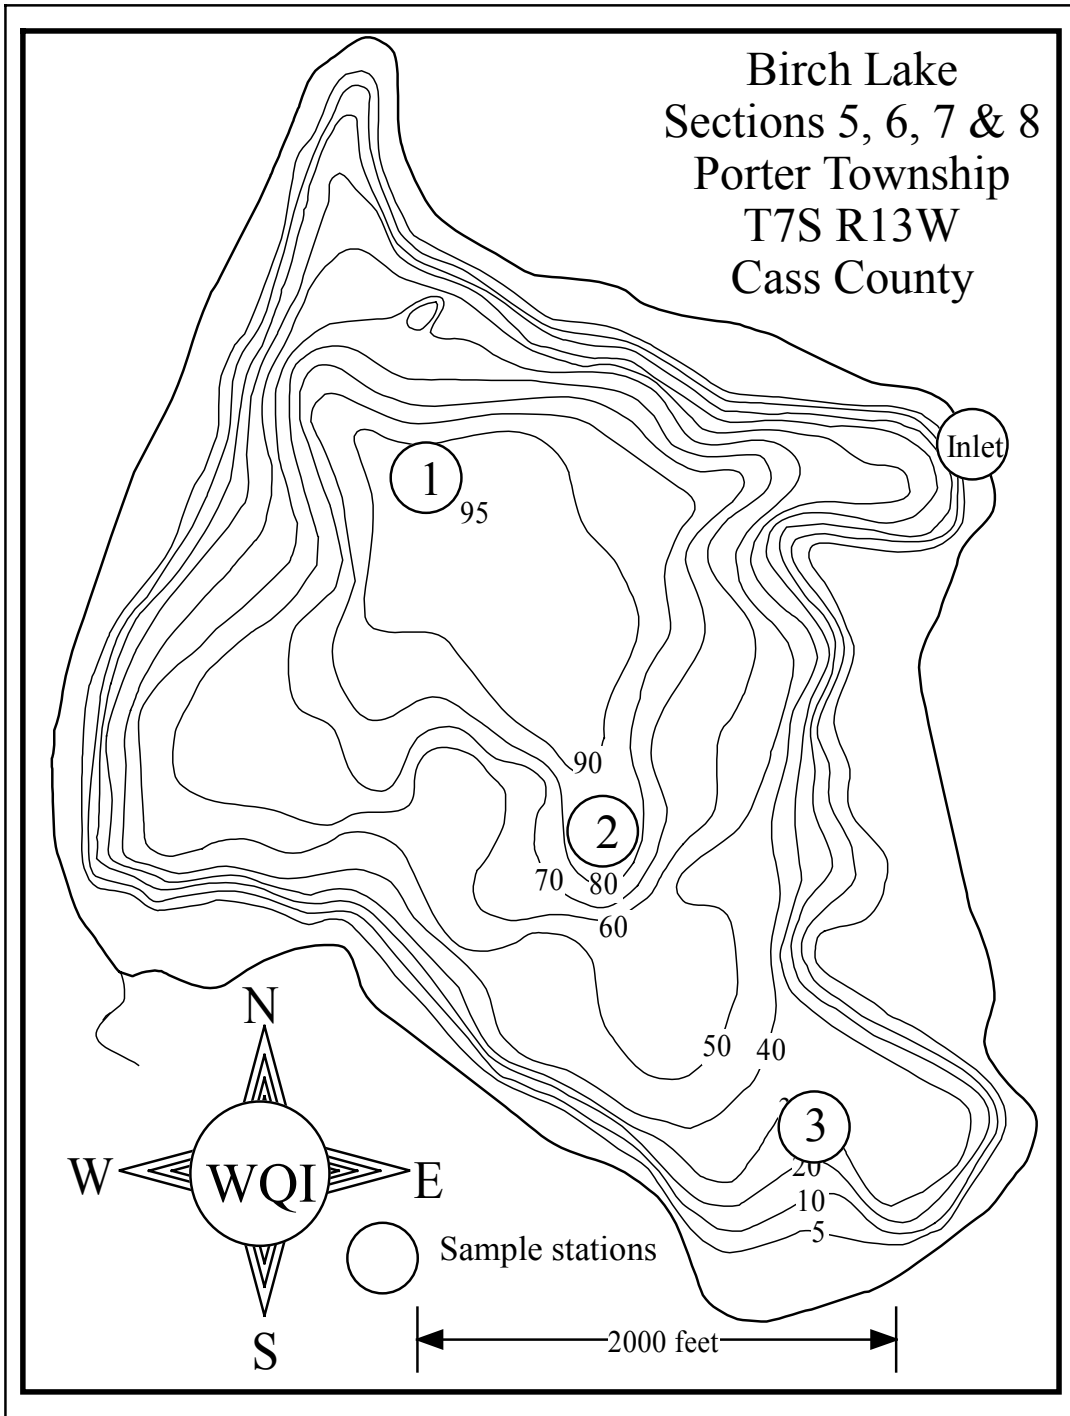 Birch Lake
Sections 5, 6, 7 & 8
Porter Township
T7S R13W
Cass County
Inlet
1
95
90
2
70
80
60
50
40
3
20
10
5
N
W
WQI
E
S
Sample stations
2000 feet